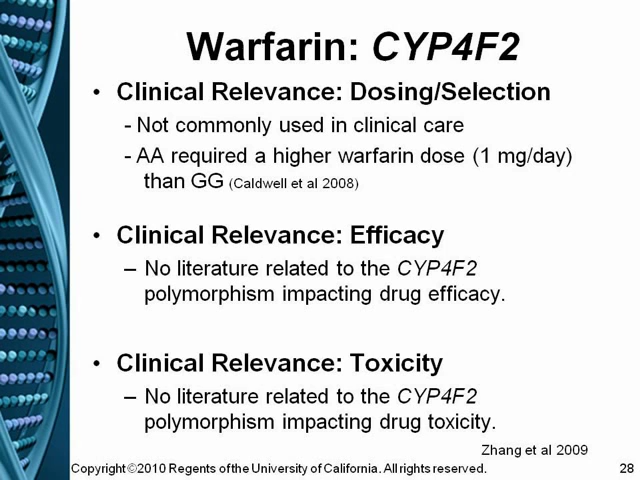 Warfarin: CYP4F2
• Clinical Relevance: Dosing/Selection
- Not commonly used in clinical care
- AA required a higher warfarin dose (1 mg/day)
than GG (Caldwell et al 2008)
• Clinical Relevance: Efficacy
– No literature related to the CYP4F2
polymorphism impacting drug efficacy.
• Clinical Relevance: Toxicity
– No literature related to the CYP4F2
polymorphism impacting drug toxicity.
Zhang et al 2009
Copyright ©2010 Regents of the University of California. All rights reserved. 28